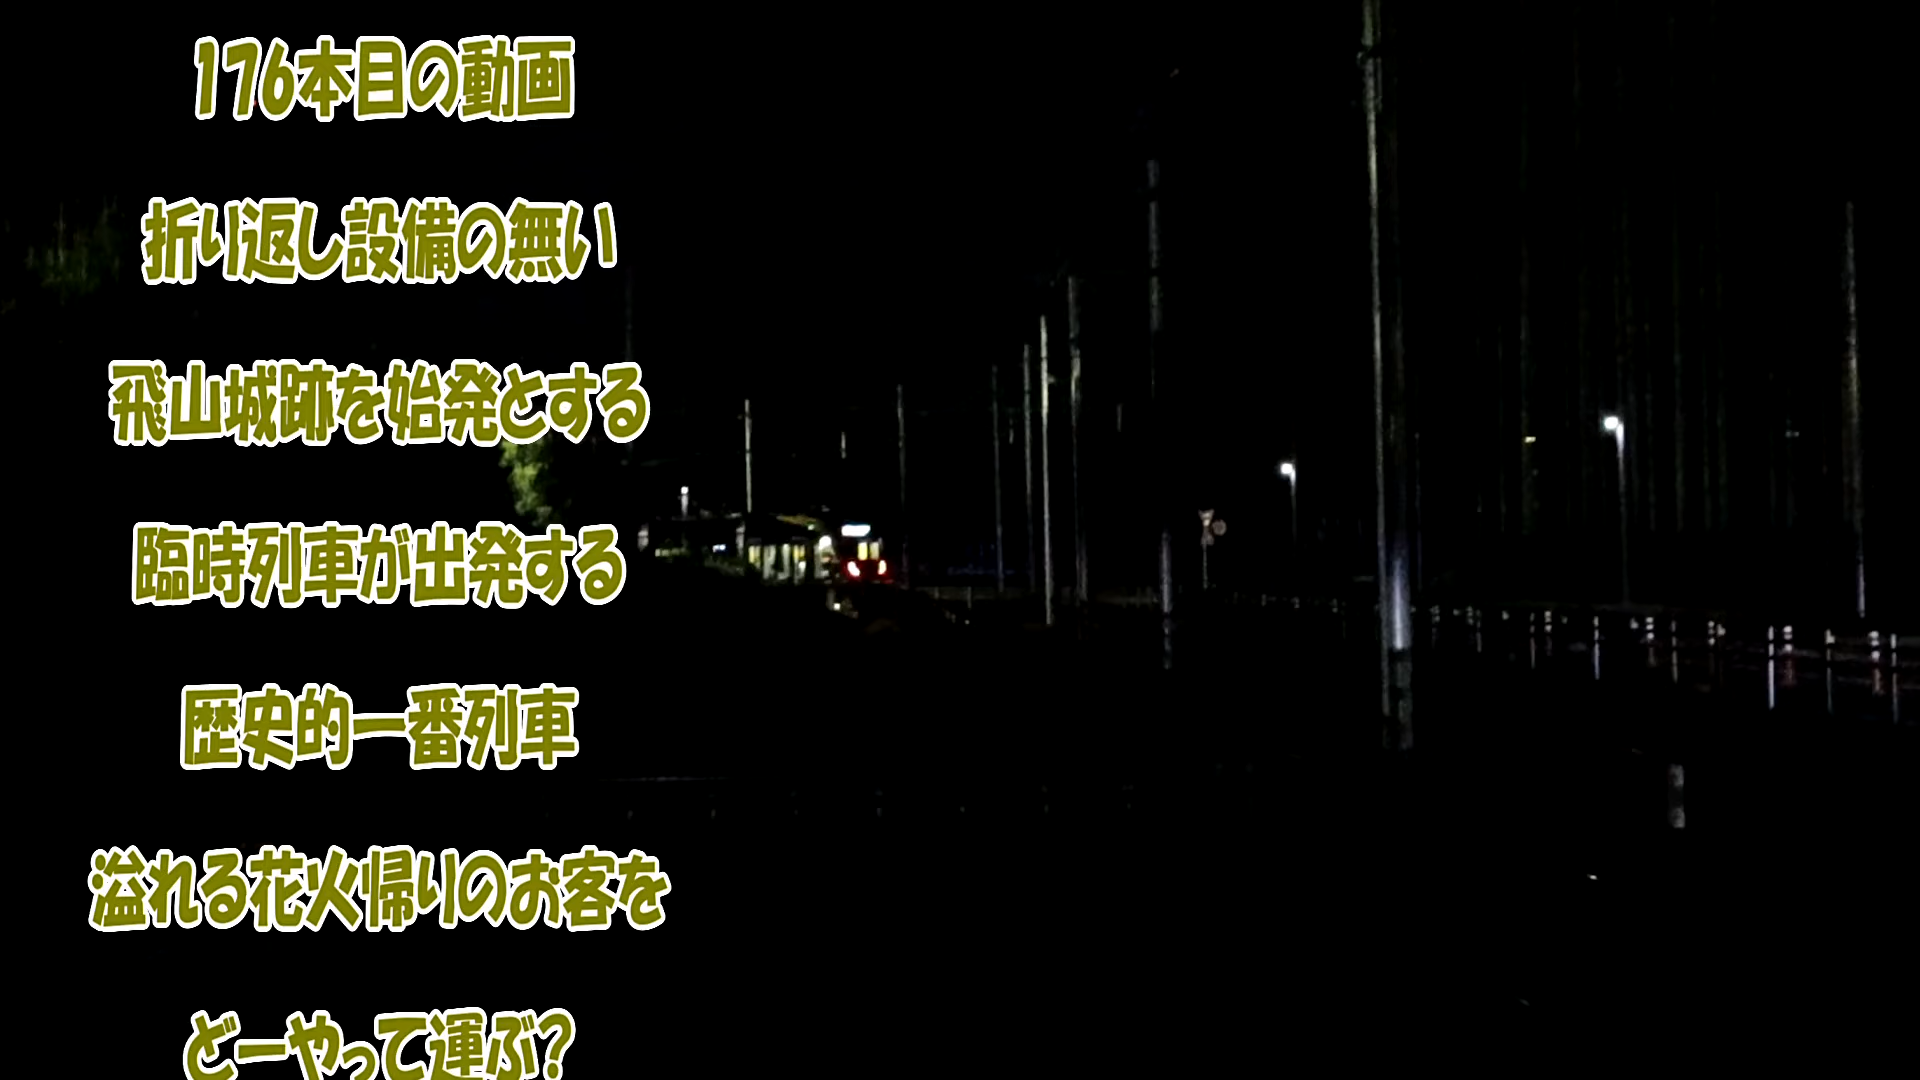 176本目の動画
折り返し設備の無い
飛山城跡を始発とする
臨時列車が出発する
歴史的一番列車
溢れる花火帰りのお客を
どーやって運ぶ?